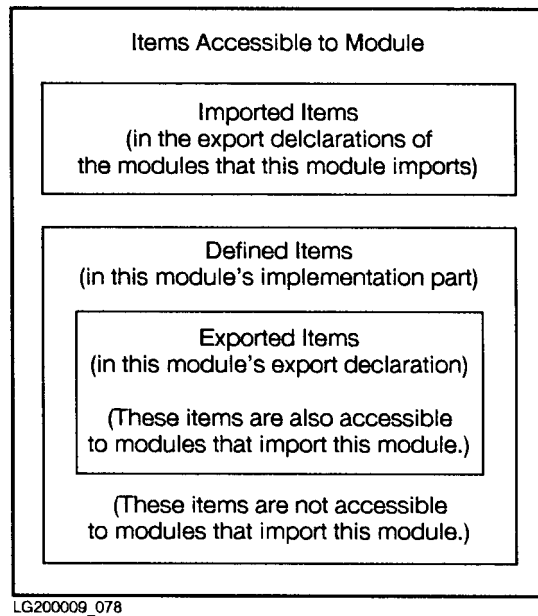 Items Accessible to Module
Imported Items
(in the export delclarations of
the modules that this module imports)
Defined Items
(in this module's implementation part)
Exported Items
(in this module's export declaration)
(These items are also accessible
to modules that import this module.)
(These items are not accessible
to modules that import this module.)
LG200009_078